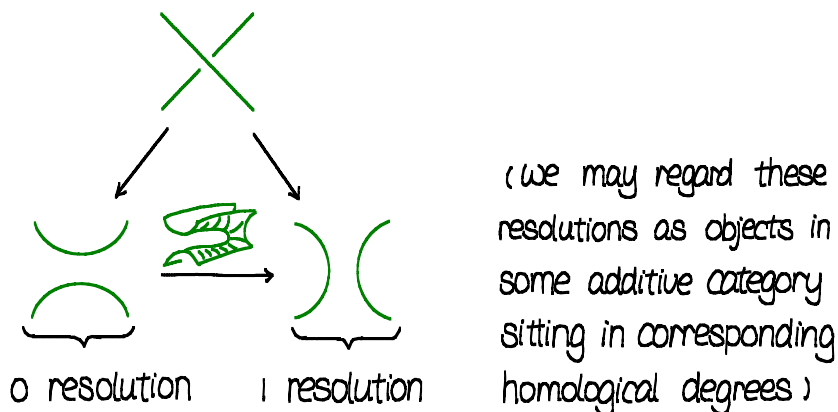 (we may regard these
resolutions as objects in
some additive category
sitting in corresponding
homological degrees)
0 resolution
1 resolution